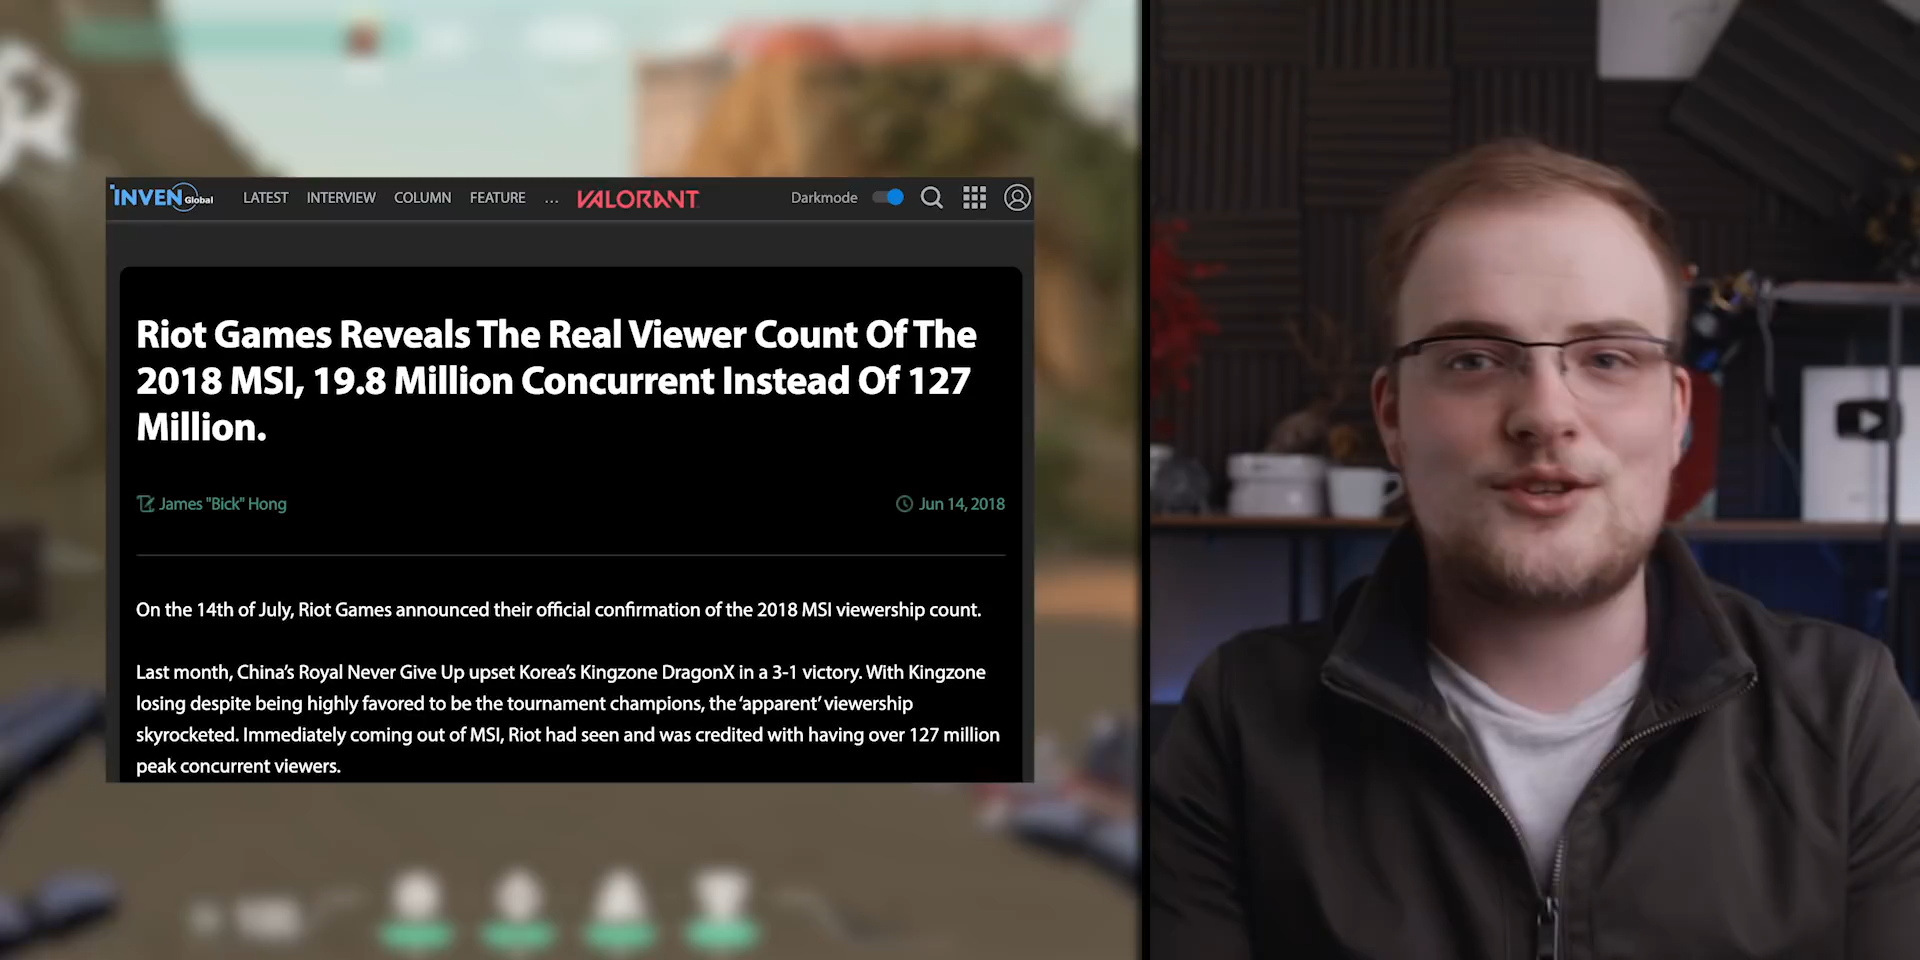 INVEN Global LATEST INTERVIEW COLUMN FEATURE ... VALORANT Darkmode
Riot Games Reveals The Real Viewer Count Of The
2018 MSI, 19.8 Million Concurrent Instead Of 127
Million.
James "Bick" Hong Jun 14, 2018
On the 14th of July, Riot Games announced their official confirmation of the 2018 MSI viewership count.
Last month, China's Royal Never Give Up upset Korea's Kingzone DragonX in a 3-1 victory. With Kingzone
losing despite being highly favored to be the tournament champions, the 'apparent' viewership
skyrocketed. Immediately coming out of MSI, Riot had seen and was credited with having over 127 million
peak concurrent viewers.